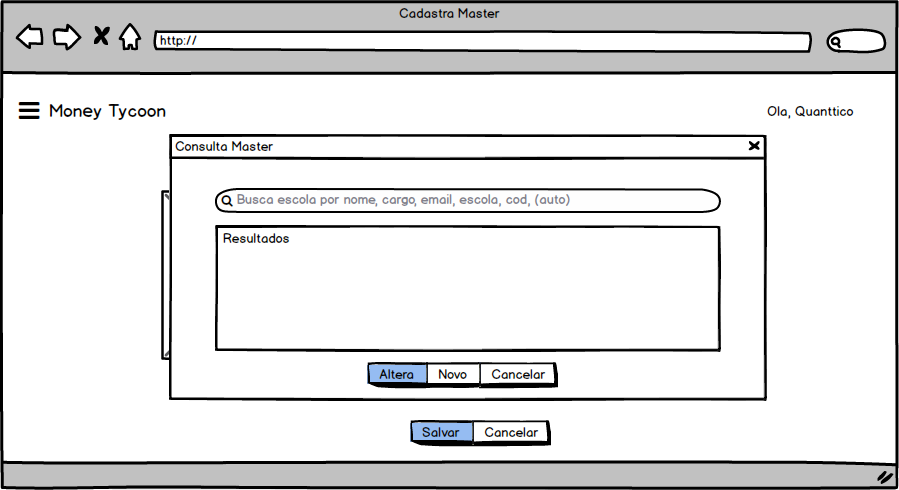 Cadastra Master
http://
Money Tycoon
Ola, Quanttico
Consulta Master
Busca escola por nome, cargo, email, escola, cod, (auto)
Resultados
Altera Novo Cancelar
Salvar Cancelar